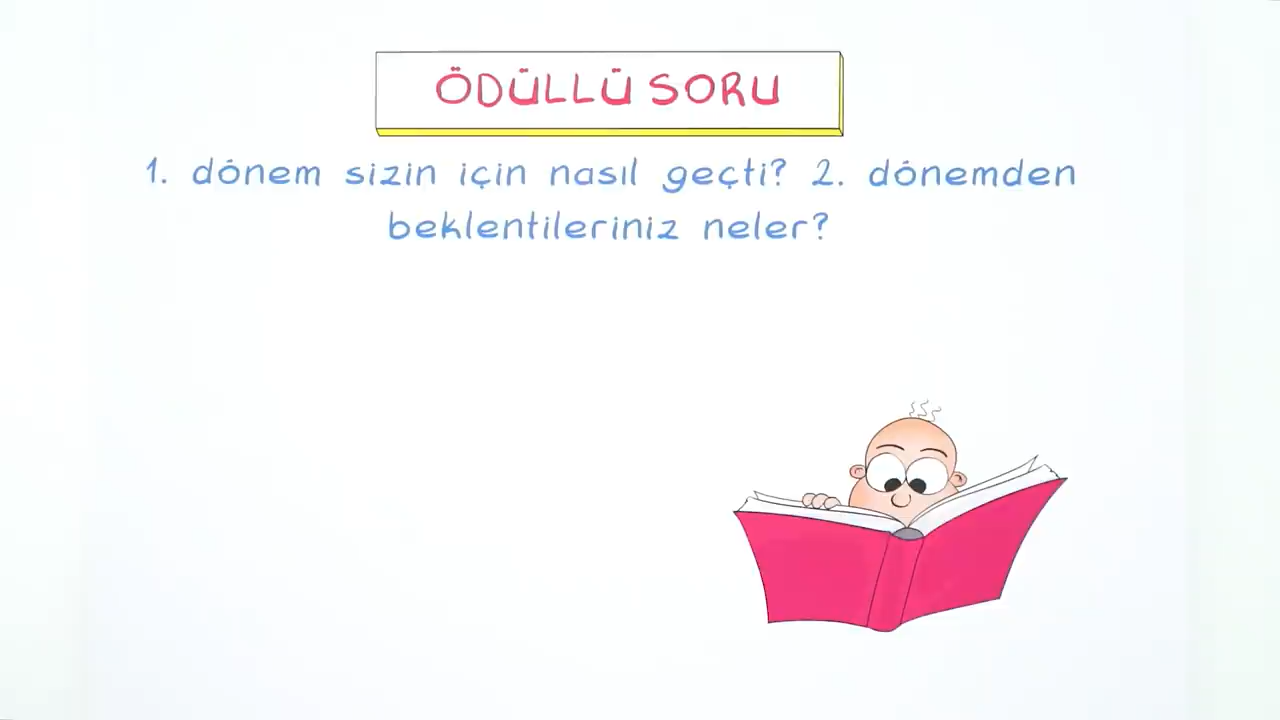 ÖDÜLLÜ SORU
1. dönem sizin için nasıl geçti? 2. dönemden
beklentileriniz neler?